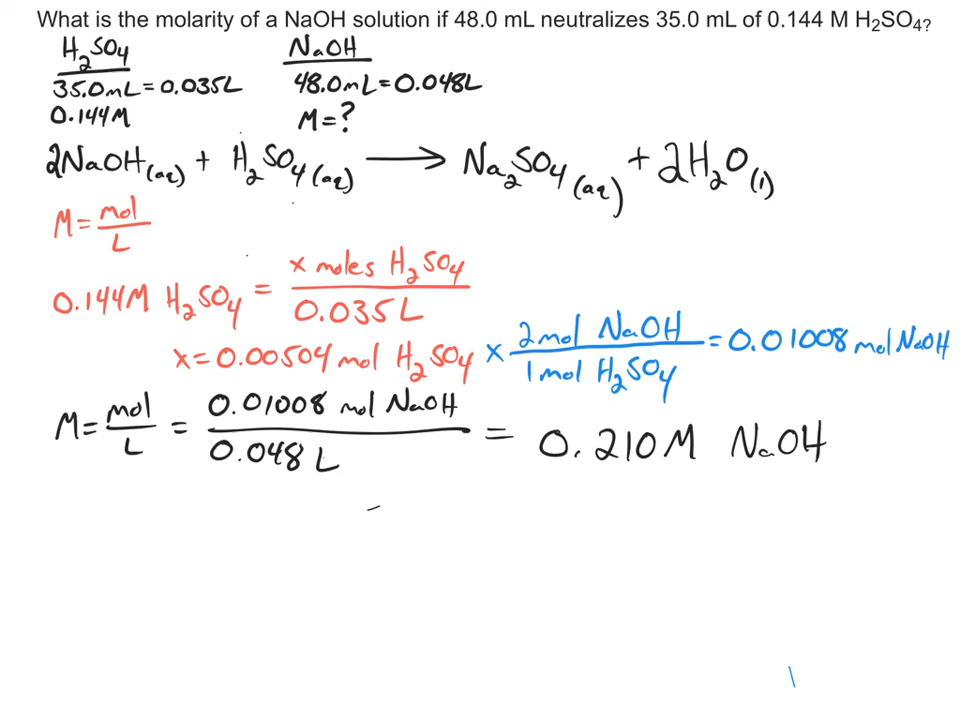 What is the molarity of a NaOH solution if 48.0 mL neutralizes 35.0 mL of 0.144 M H₂SO₄?
H₂SO₄ NaOH
35.0mL = 0.035L 48.0mL = 0.048L
0.144M M = ?
2NaOH(aq) + H₂SO₄(aq) → Na₂SO₄(aq) + 2H₂O(l)
M = mol/L
0.144M H₂SO₄ = x moles H₂SO₄ / 0.035L
x = 0.00504 mol H₂SO₄ × 2 mol NaOH / 1 mol H₂SO₄ = 0.01008 mol NaOH
M = mol/L = 0.01008 mol NaOH / 0.048 L = 0.210M NaOH